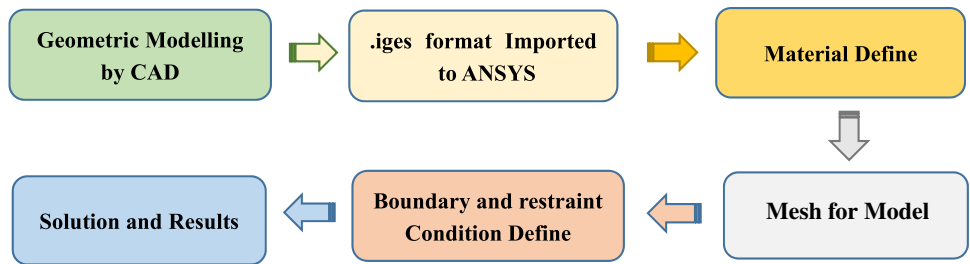 Geometric Modelling
by CAD
.iges format Imported
to ANSYS
Material Define
Mesh for Model
Boundary and restraint
Condition Define
Solution and Results